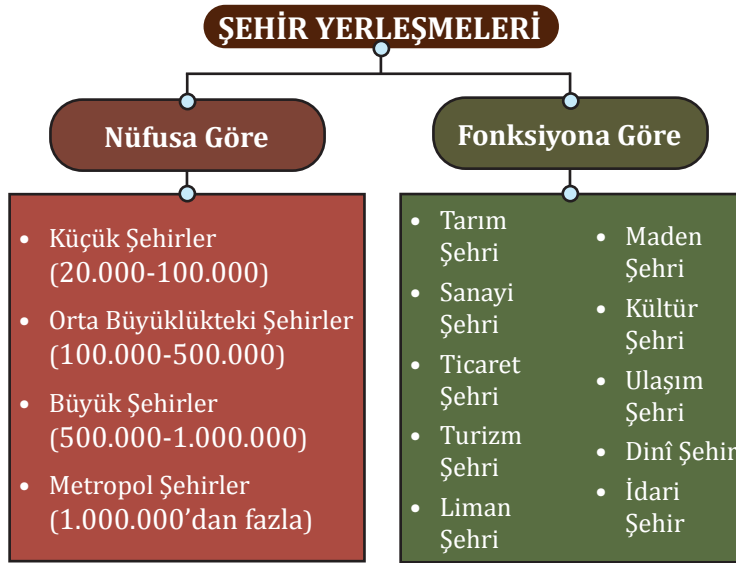 ŞEHİR YERLEŞMELERİ
Nüfusa Göre
• Küçük Şehirler
(20.000-100.000)
• Orta Büyüklükteki Şehirler
(100.000-500.000)
• Büyük Şehirler
(500.000-1.000.000)
• Metropol Şehirler
(1.000.000’dan fazla)
Fonksiyona Göre
• Tarım
Şehri
• Sanayi
Şehri
• Ticaret
Şehri
• Turizm
Şehri
• Liman
Şehri
• Maden
Şehri
• Kültür
Şehri
• Ulaşım
Şehri
• Dinî Şehir
• İdari
Şehir